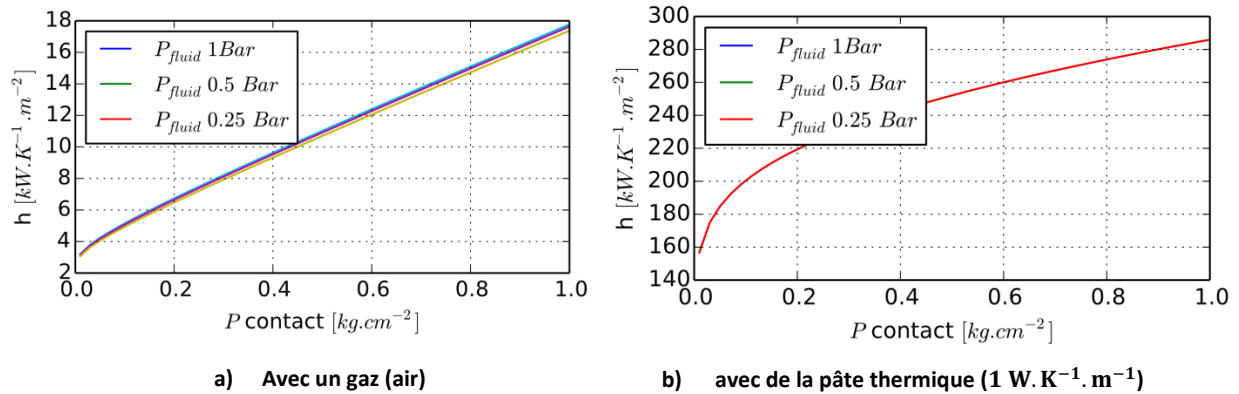 18
16
14
12
10
8
6
4
2
h [kW.K⁻¹.m⁻²]
P_fluid 1Bar
P_fluid 0.5 Bar
P_fluid 0.25 Bar
0.0 0.2 0.4 0.6 0.8 1.0
P contact [kg.cm⁻²]
a) Avec un gaz (air)
300
280
260
240
220
200
180
160
140
h [kW.K⁻¹.m⁻²]
P_fluid 1Bar
P_fluid 0.5 Bar
P_fluid 0.25 Bar
0.0 0.2 0.4 0.6 0.8 1.0
P contact [kg.cm⁻²]
b) avec de la pâte thermique (1 W. K⁻¹. m⁻¹)